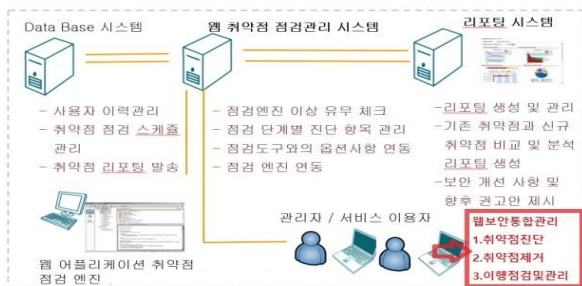 Data Base 시스템
웹 취약점 점검관리 시스템
리포팅 시스템
- 사용자 이력관리
- 취약점 점검 스케쥴
관리
- 취약점 리포팅 발송
- 점검엔진 이상 유무 체크
- 점검 단계별 진단 항목 관리
- 점검도구와의 옵션사항 연동
- 점검 엔진 연동
-리포팅 생성 및 관리
-기존 취약점과 신규
취약점 비교 및 분석
리포팅 생성
-보안 개선 사항 및
향후 권고안 제시
웹 어플리케이션 취약점
점검 엔진
관리자 / 서비스 이용자
웹보안통합관리
1.취약점진단
2.취약점제거
3.이행점검및관리